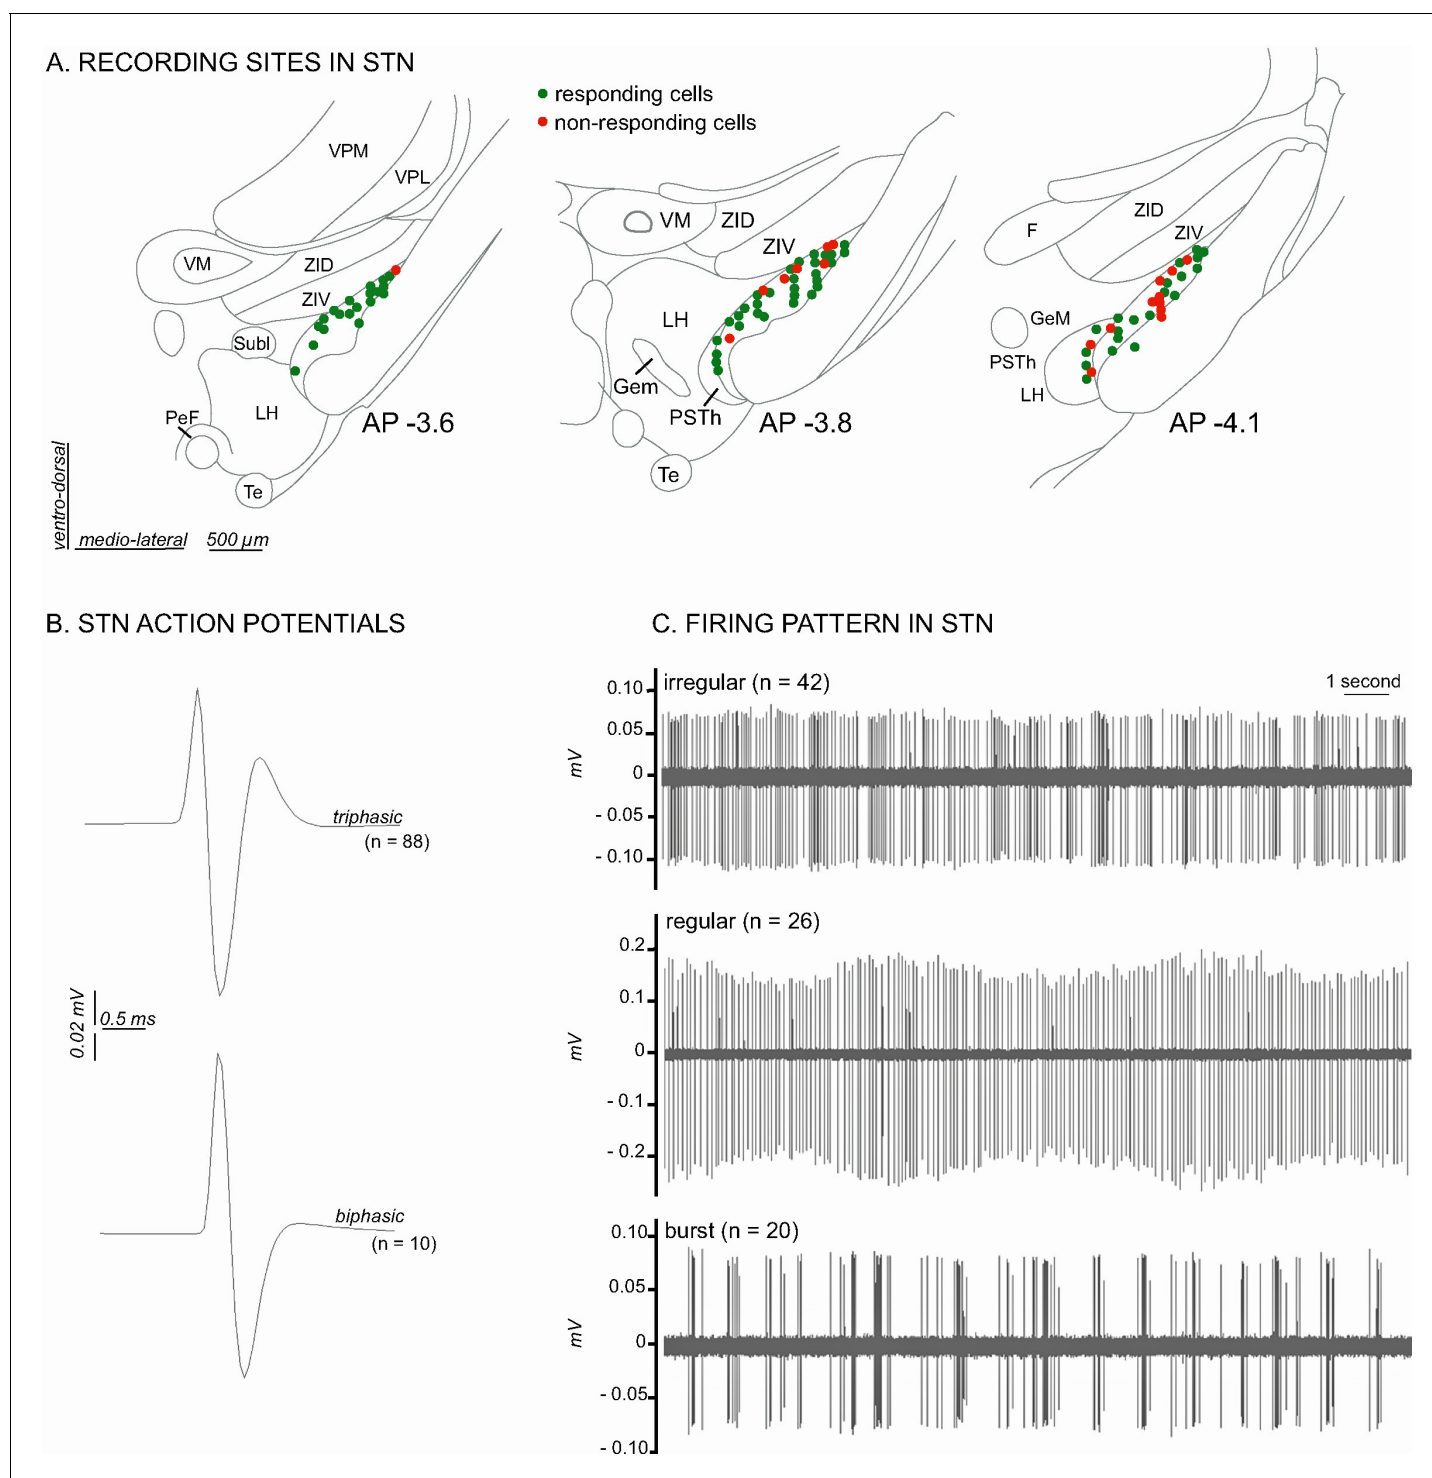 A. RECORDING SITES IN STN
responding cells
non-responding cells
VPM
VPL
VM
ZID
ZIV
Subl
LH
PeF
Te
AP -3.6
VM
ZID
ZIV
LH
Gem
PSTh
Te
AP -3.8
F
ZID
ZIV
GeM
PSTh
LH
AP -4.1
ventro-dorsal
medio-lateral
500 µm
B. STN ACTION POTENTIALS
triphasic
(n = 88)
0.02 mV
0.5 ms
biphasic
(n = 10)
C. FIRING PATTERN IN STN
irregular (n = 42)
1 second
0.10
0.05
0
- 0.05
- 0.10
mV
regular (n = 26)
0.2
0.1
0
- 0.1
- 0.2
mV
burst (n = 20)
0.10
0.05
0
- 0.05
- 0.10
mV